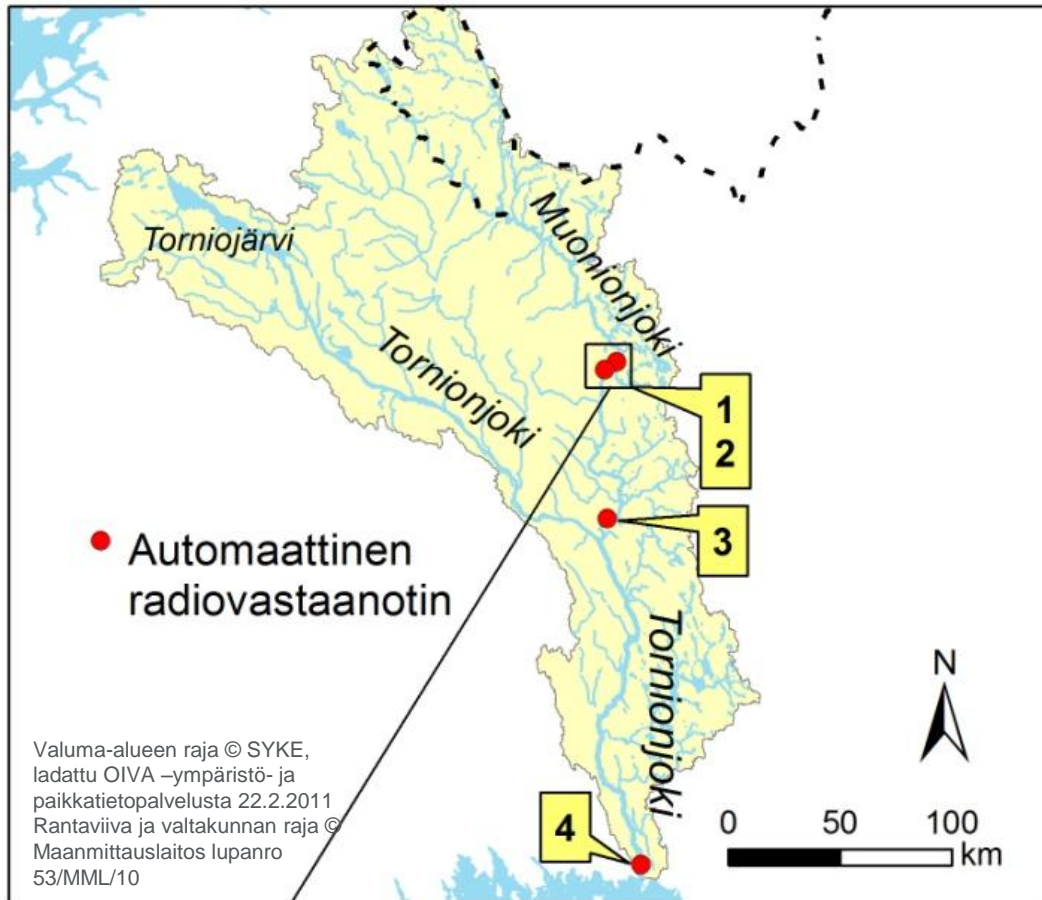 Torniojärvi
Muonionjoki
Tornionjoki
1
2
3
Automaattinen
radiovastaanotin
Tornionjoki
N
Valuma-alueen raja © SYKE,
ladattu OIVA –ympäristö- ja
paikkatietopalvelusta 22.2.2011
Rantaviiva ja valtakunnan raja ©
Maanmittauslaitos lupanro
53/MML/10
4
0 50 100
km